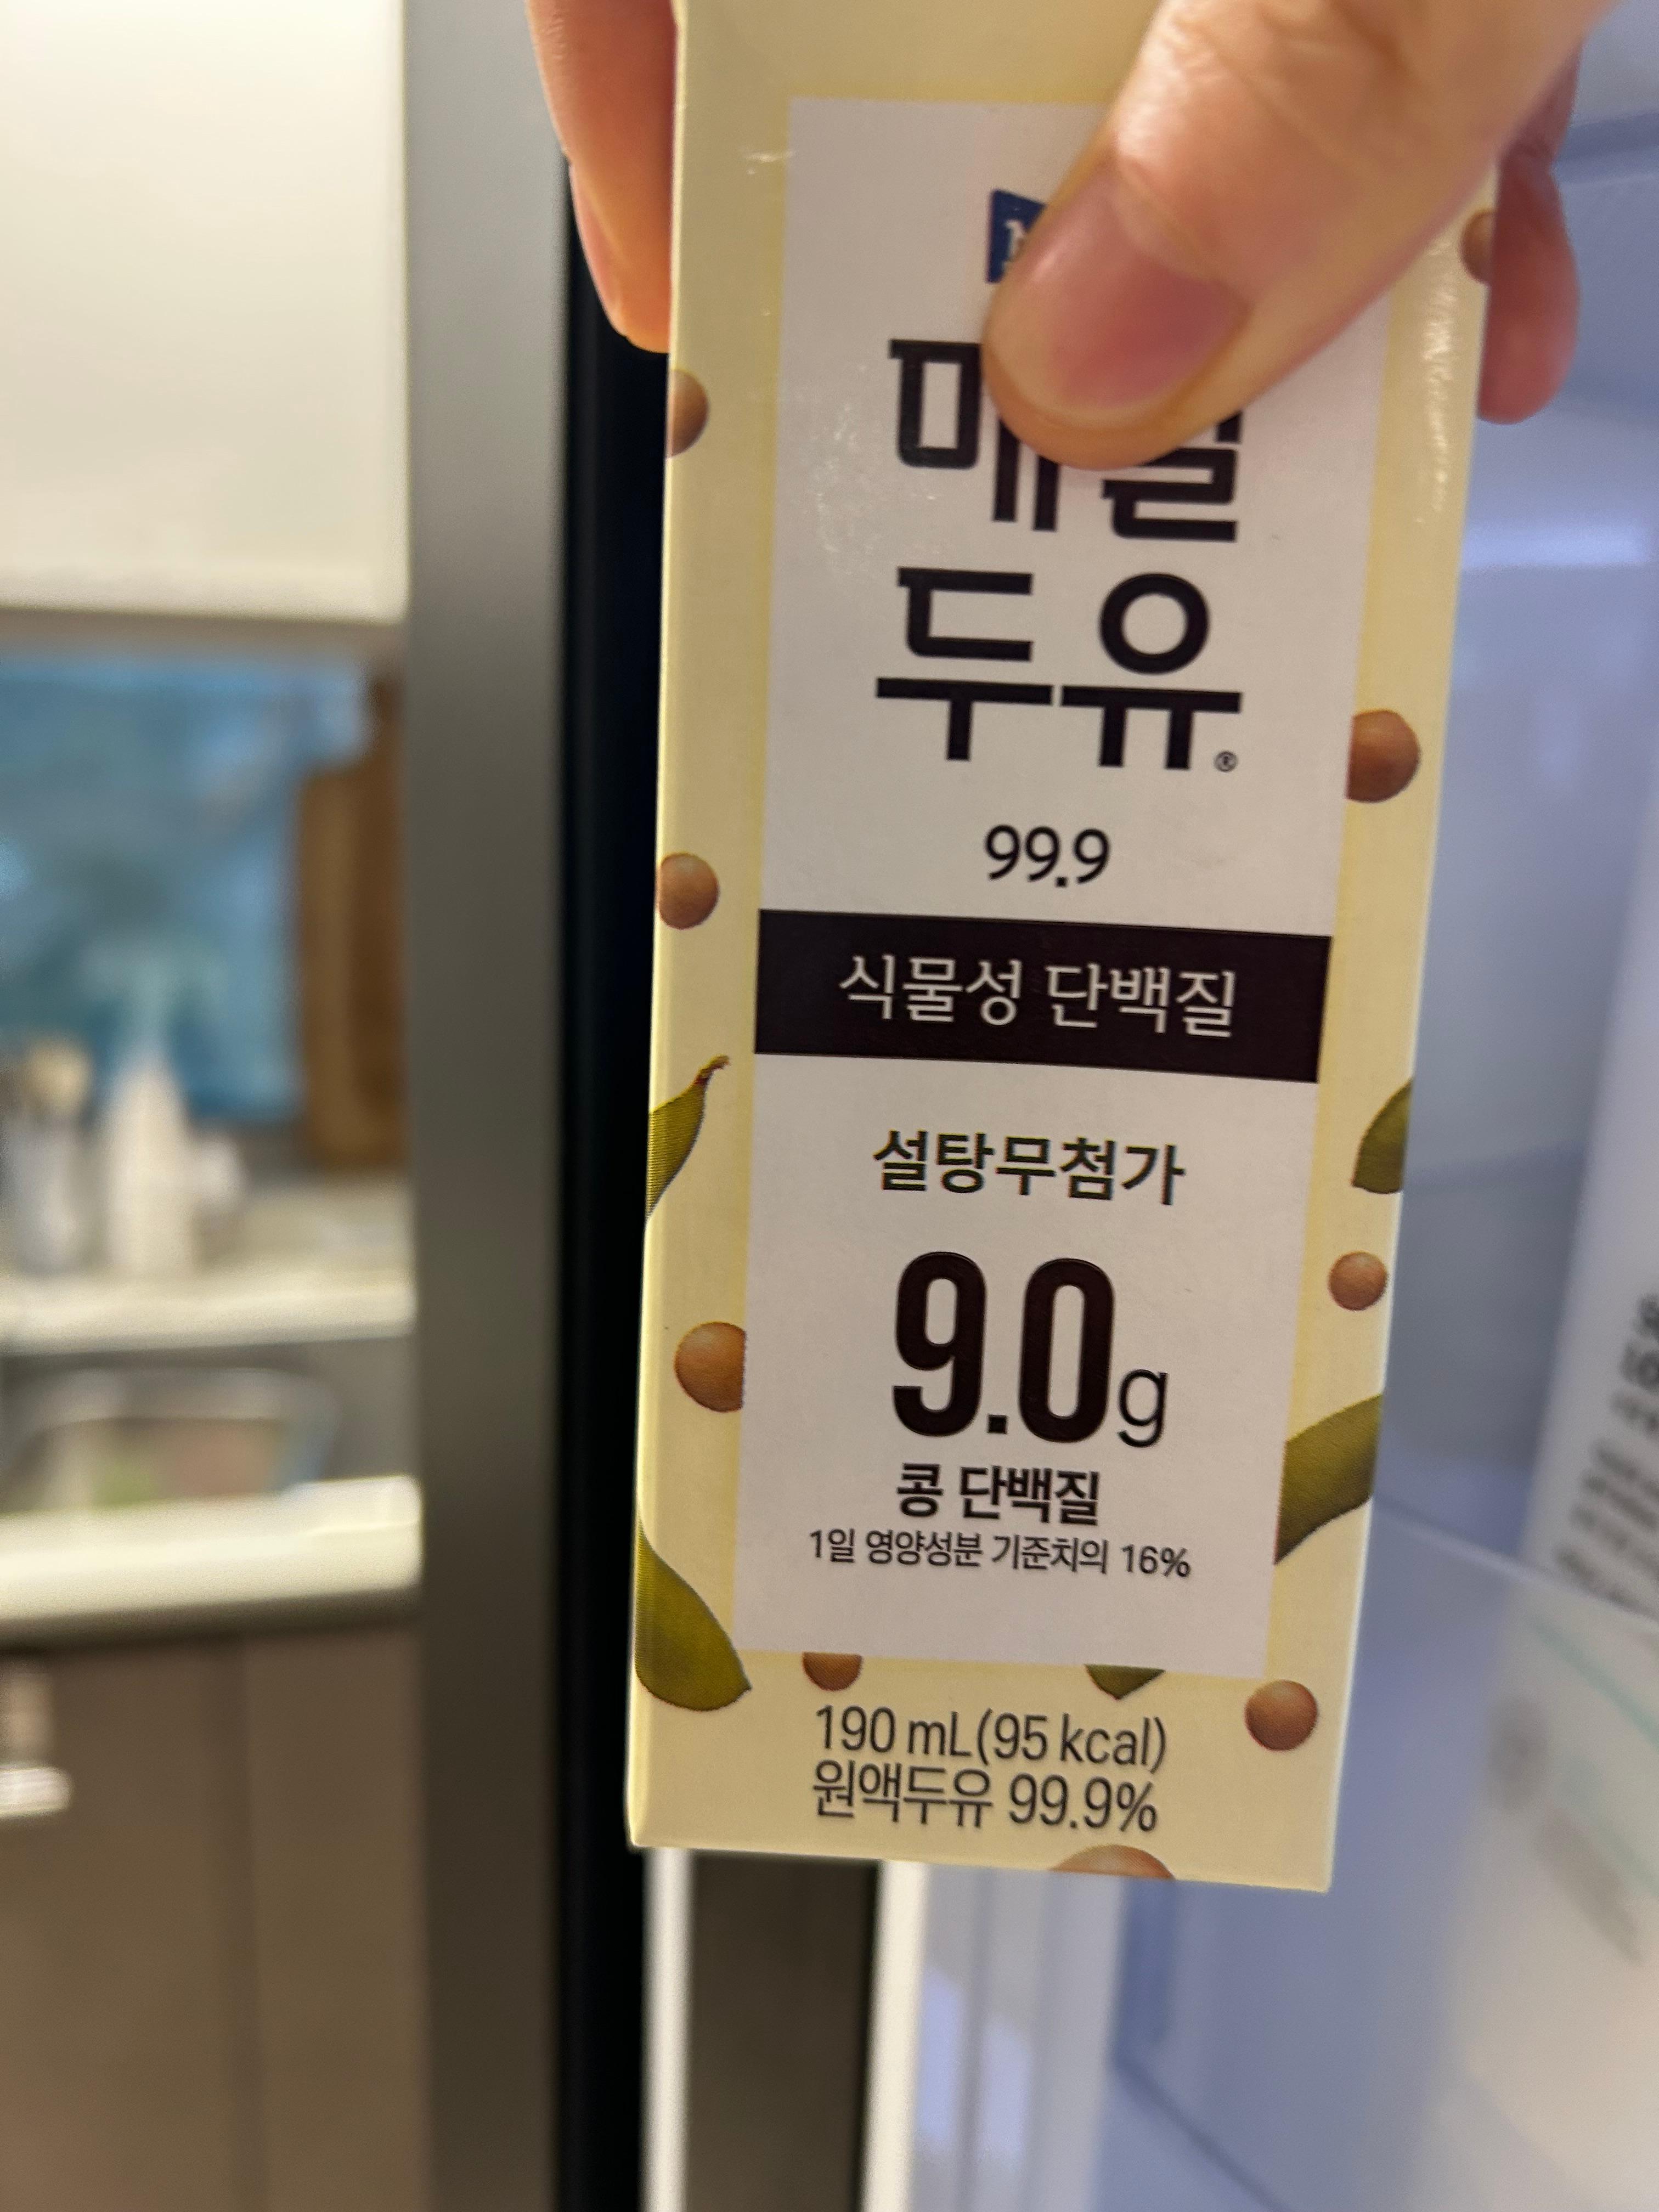 두유®
99.9
식물성 단백질
설탕무첨가
9.0g
콩 단백질
1일 영양성분 기준치의 16%
190 mL(95 kcal)
원액두유 99.9%